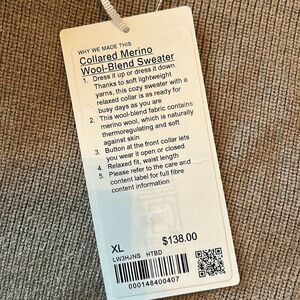 WHY WE MADE THIS
Collared Merino
Wool-Blend Sweater
1. Dress it up or dress it down.
Thanks to soft lightweight
yarns, this cozy sweater with a
relaxed collar is as ready for
busy days as you are
2. This wool-blend fabric contains
merino wool, which is naturally
thermoregulating and soft
against skin
3. Button at the front collar lets
you wear it open or closed
4. Relaxed fit, waist length
5. Please refer to the care and
content label for full fibre
content information
XL $138.00
LW3HJNS HTBD
000148400407